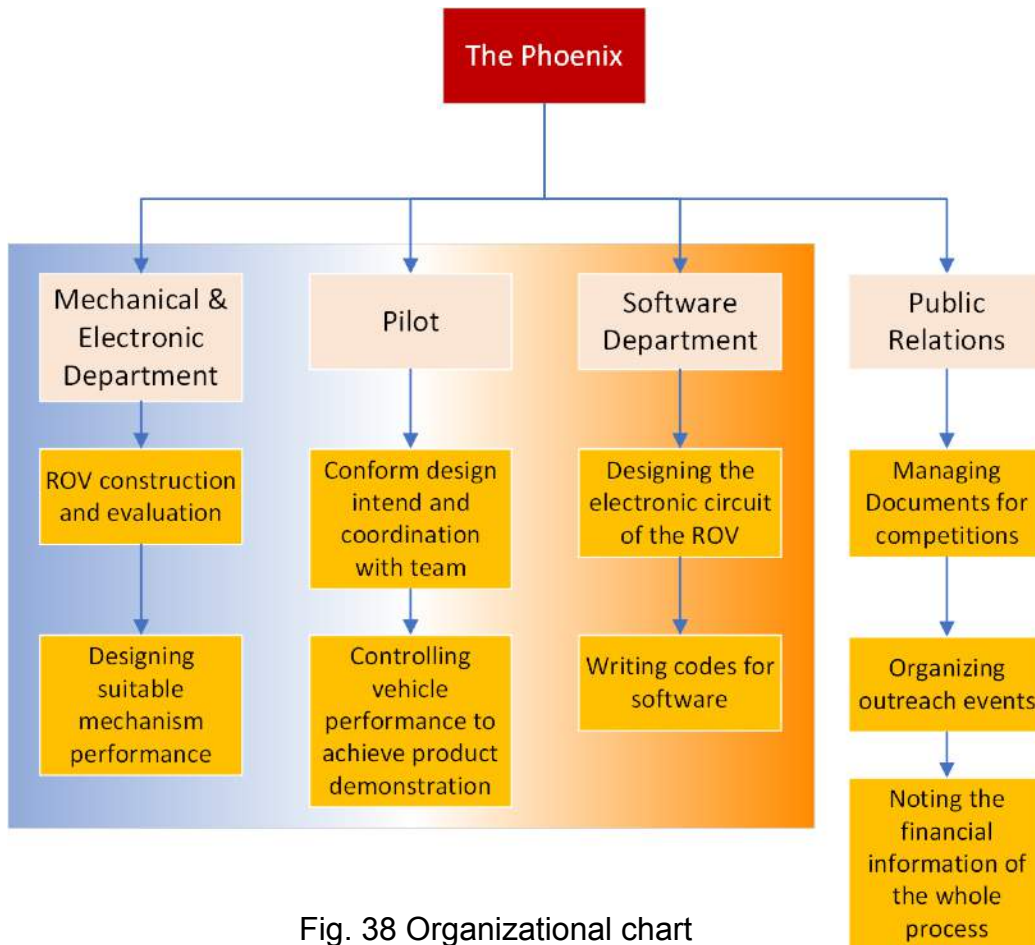 The Phoenix
Mechanical &
Electronic
Department
Pilot
Software
Department
Public
Relations
ROV construction
and evaluation
Conform design
intend and
coordination
with team
Designing the
electronic circuit
of the ROV
Managing
Documents for
competitions
Designing
suitable
mechanism
performance
Controlling
vehicle
performance to
achieve product
demonstration
Writing codes for
software
Organizing
outreach events
Noting the
financial
information of
the whole
process
Fig. 38 Organizational chart